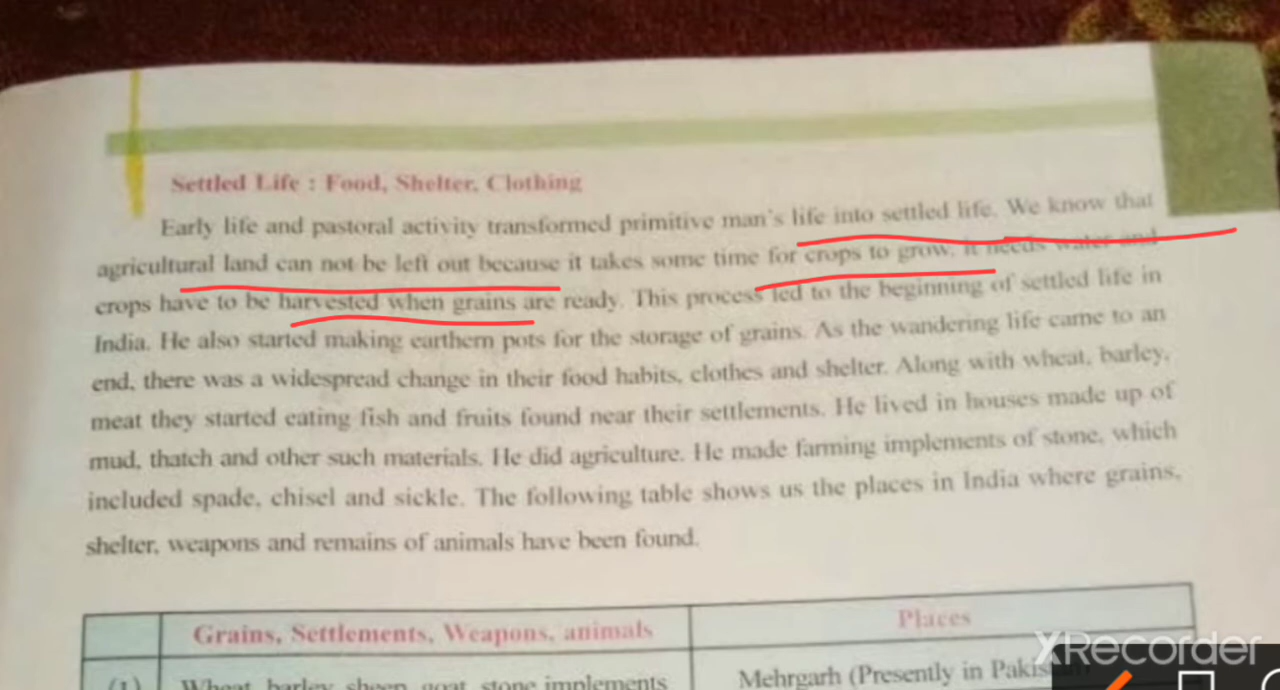 Settled Life : Food, Shelter, Clothing
Early life and pastoral activity transformed primitive man's life into settled life. We know that
agricultural land can not be left out because it takes some time for crops to grow, it needs water and
crops have to be harvested when grains are ready. This process led to the beginning of settled life in
India. He also started making earthern pots for the storage of grains. As the wandering life came to an
end, there was a widespread change in their food habits, clothes and shelter. Along with wheat, barley,
meat they started eating fish and fruits found near their settlements. He lived in houses made up of
mud, thatch and other such materials. He did agriculture. He made farming implements of stone, which
included spade, chisel and sickle. The following table shows us the places in India where grains,
shelter, weapons and remains of animals have been found.
Grains, Settlements, Weapons, animals Places
(1) Wheat, barley, sheep, goat, stone implements Mehrgarh (Presently in Pakistan)
XRecorder